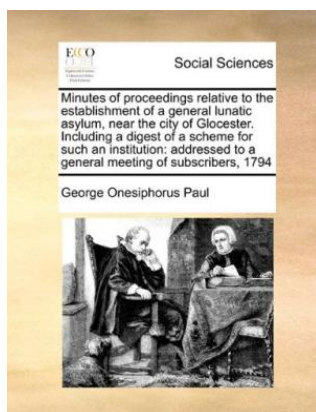 ECCO
Social Sciences
Minutes of proceedings relative to the
establishment of a general lunatic
asylum, near the city of Glocester.
Including a digest of a scheme for
such an institution: addressed to a
general meeting of subscribers, 1794
George Onesiphorus Paul